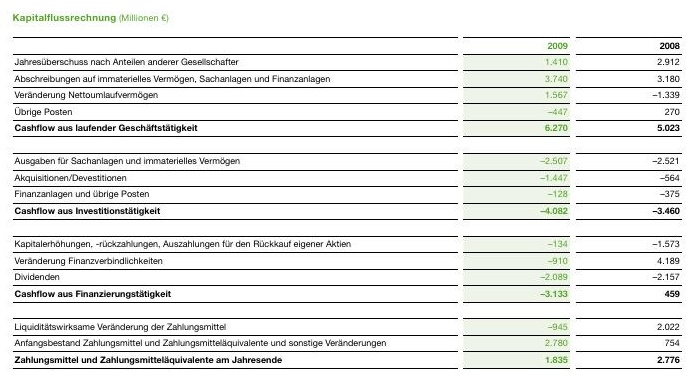 Kapitalflussrechnung (Millionen €)
2009 2008
Jahresüberschuss nach Anteilen anderer Gesellschafter 1.410 2.912
Abschreibungen auf immaterielles Vermögen, Sachanlagen und Finanzanlagen 3.740 3.180
Veränderung Nettoumlaufvermögen 1.567 –1.339
Übrige Posten –447 270
Cashflow aus laufender Geschäftstätigkeit 6.270 5.023
Ausgaben für Sachanlagen und immaterielles Vermögen –2.507 –2.521
Akquisitionen/Devestitionen –1.447 –564
Finanzanlagen und übrige Posten –128 –375
Cashflow aus Investitionstätigkeit –4.082 –3.460
Kapitalerhöhungen, -rückzahlungen, Auszahlungen für den Rückkauf eigener Aktien –134 –1.573
Veränderung Finanzverbindlichkeiten –910 4.189
Dividenden –2.089 –2.157
Cashflow aus Finanzierungstätigkeit –3.133 459
Liquiditätswirksame Veränderung der Zahlungsmittel –945 2.022
Anfangsbestand Zahlungsmittel und Zahlungsmitteläquivalente und sonstige Veränderungen 2.780 754
Zahlungsmittel und Zahlungsmitteläquivalente am Jahresende 1.835 2.776